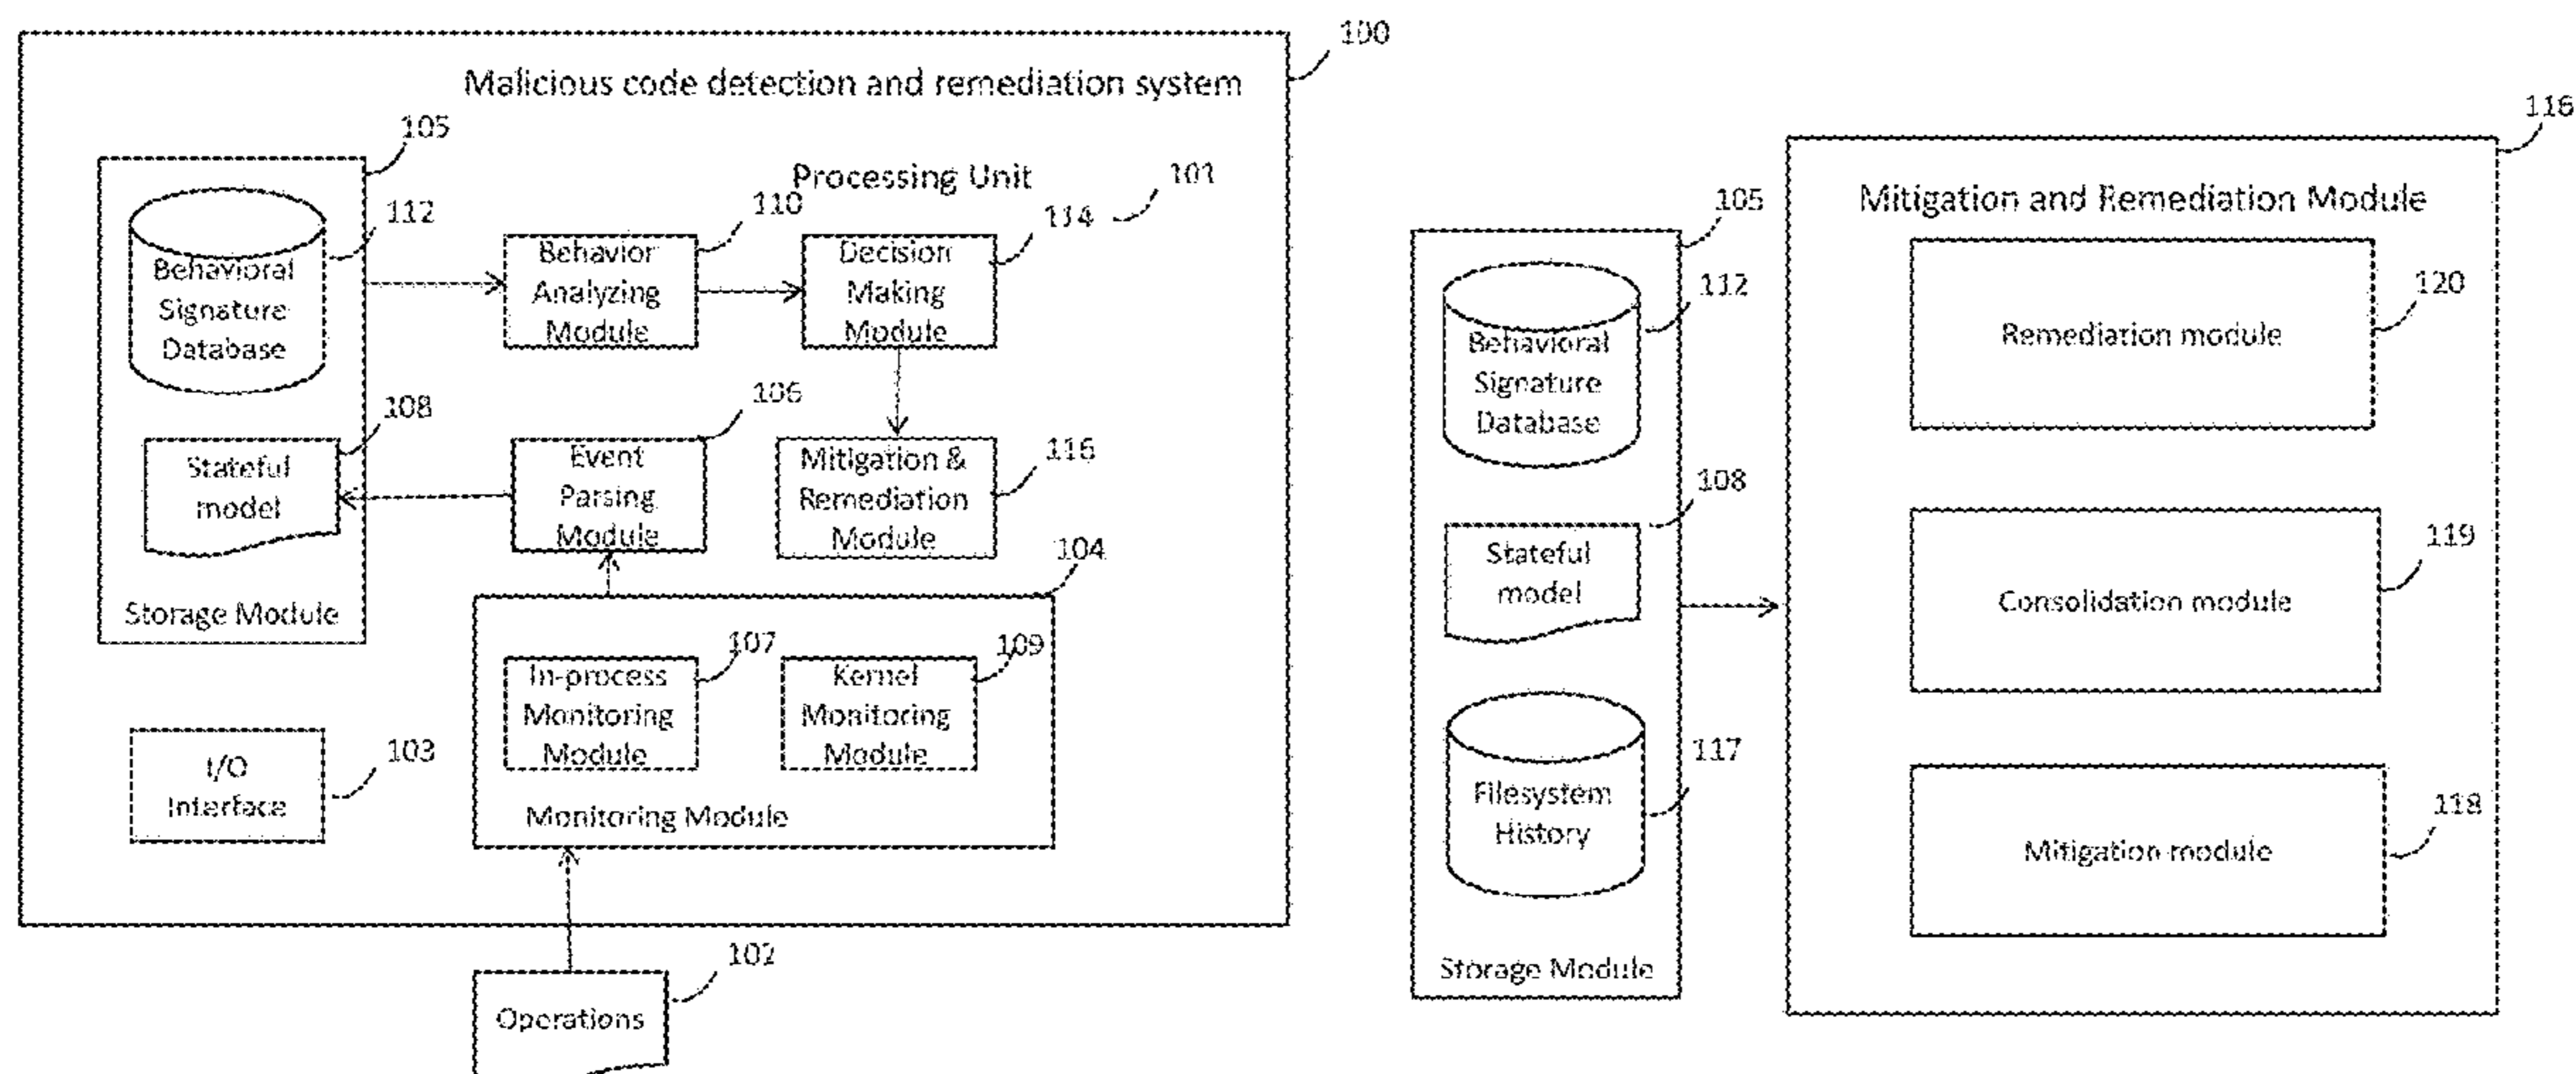 100
Malicious code detection and remediation system
105
Processing Unit
101
112
110
114
Behavioral
Signature
Database
Behavior
Analyzing
Module
Decision
Making
Module
108
106
116
Stateful
model
Event
Parsing
Module
Mitigation &
Remediation
Module
Storage Module
104
107
109
In-process
Monitoring
Module
Kernel
Monitoring
Module
Monitoring Module
I/O
Interface
103
102
Operations
116
Mitigation and Remediation Module
105
112
Behavioral
Signature
Database
108
Stateful
model
117
Filesystem
History
Storage Module
120
Remediation module
119
Consolidation module
118
Mitigation module